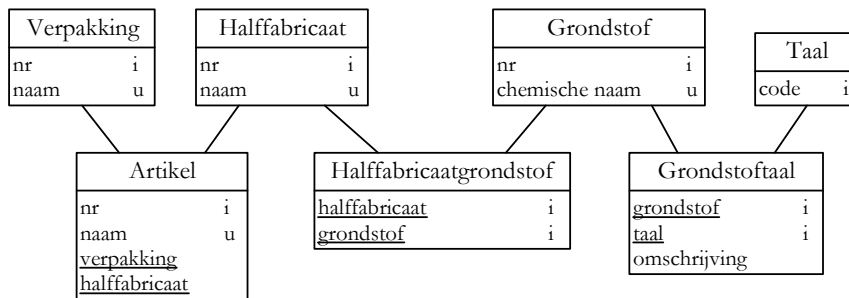 Verpakking
nr i
naam u
Halffabricaat
nr i
naam u
Grondstof
nr i
chemische naam u
Taal
code i
Artikel
nr i
naam u
verpakking
halffabricaat
Halffabricaatgrondstof
halffabricaat i
grondstof i
Grondstoftaal
grondstof i
taal i
omschrijving